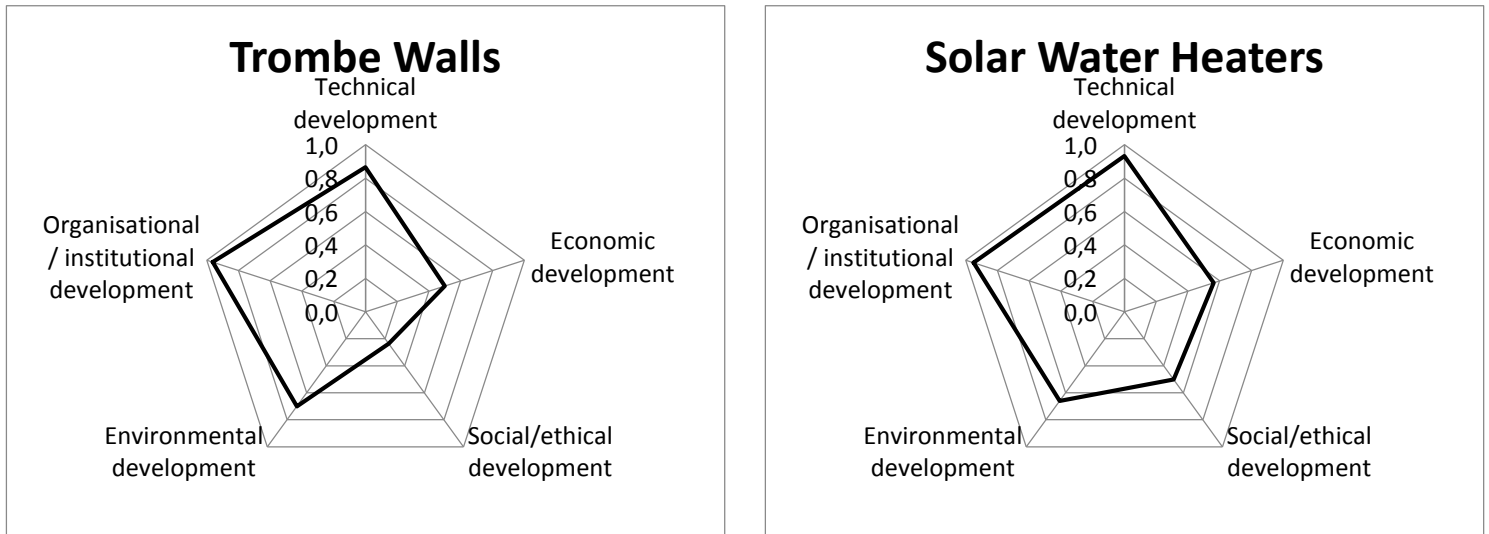 Trombe Walls
Technical
development
1,0
0,8
0,6
0,4
0,2
0,0
Economic
development
Social/ethical
development
Environmental
development
Organisational
/ institutional
development
Solar Water Heaters
Technical
development
1,0
0,8
0,6
0,4
0,2
0,0
Economic
development
Social/ethical
development
Environmental
development
Organisational
/ institutional
development